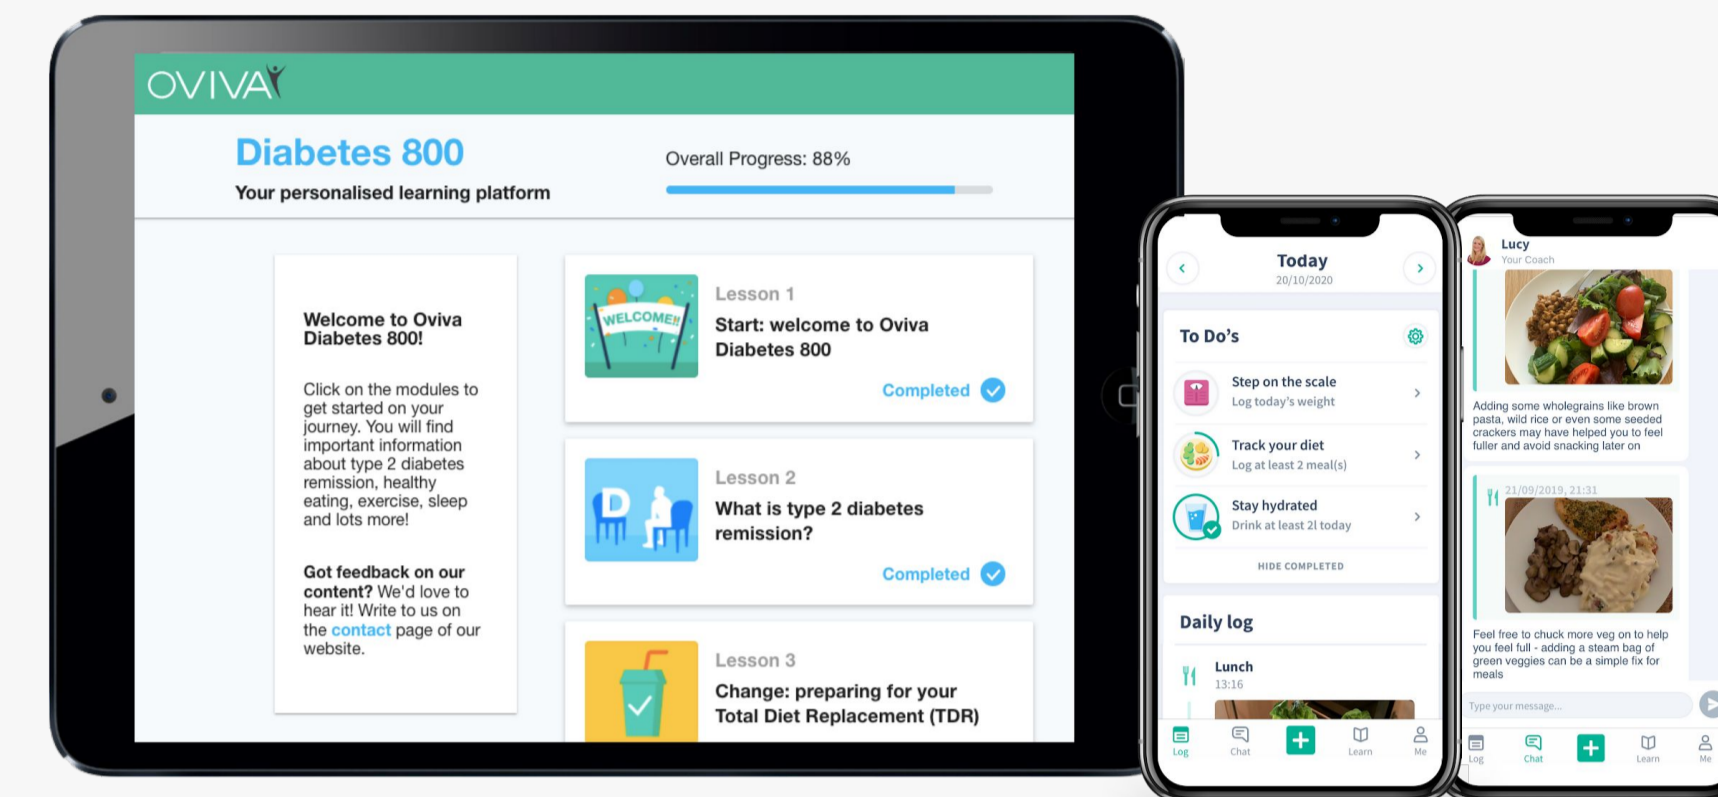 OVIVA
Diabetes 800
Your personalised learning platform
Overall Progress: 88%
Welcome to Oviva
Diabetes 800!
Click on the modules to
get started on your
journey. You will find
important information
about type 2 diabetes
remission, healthy
eating, exercise, sleep
and lots more!
Got feedback on our
content? We'd love to
hear it! Write to us on
the contact page of our
website.
WELCOME!!
Lesson 1
Start: welcome to Oviva
Diabetes 800
Completed
D
Lesson 2
What is type 2 diabetes
remission?
Completed
Lesson 3
Change: preparing for your
Total Diet Replacement (TDR)
Today
20/10/2020
To Do’s
Step on the scale
Log today's weight
Track your diet
Log at least 2 meal(s)
Stay hydrated
Drink at least 2l today
HIDE COMPLETED
Daily log
Lunch
13:16
Log
Chat
Learn
Me
Lucy
Your Coach
Adding some wholegrains like brown
pasta, wild rice or even some seeded
crackers may have helped you to feel
fuller and avoid snacking later on
21/09/2019, 21:31
Feel free to chuck more veg on to help
you feel full - adding a steam bag of
green veggies can be a simple fix for
meals
Type your message...
Log
Chat
Learn
Me